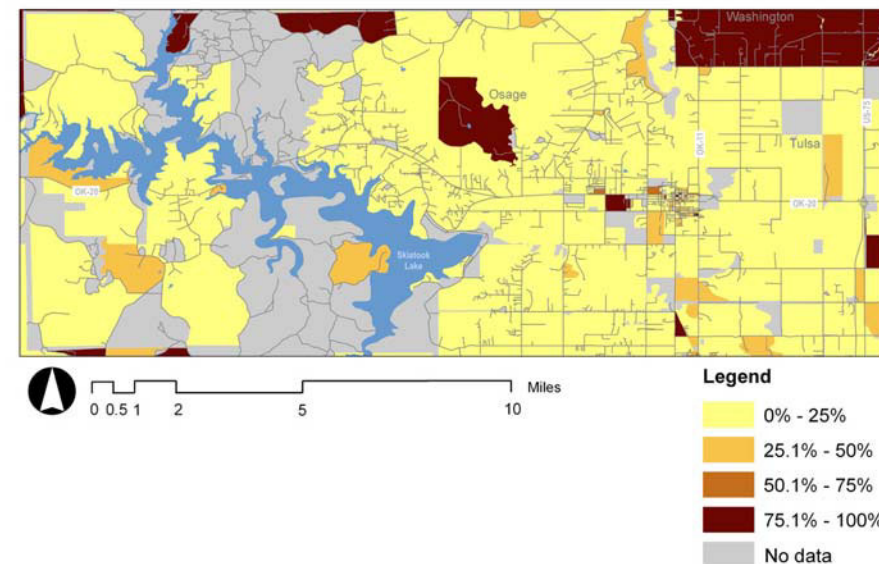 Washington
Osage
OK-11
US-75
Tulsa
OK-20
OK-20
Skiatook
Lake
Miles
0 0.5 1 2 5 10
Legend
0% - 25%
25.1% - 50%
50.1% - 75%
75.1% - 100%
No data